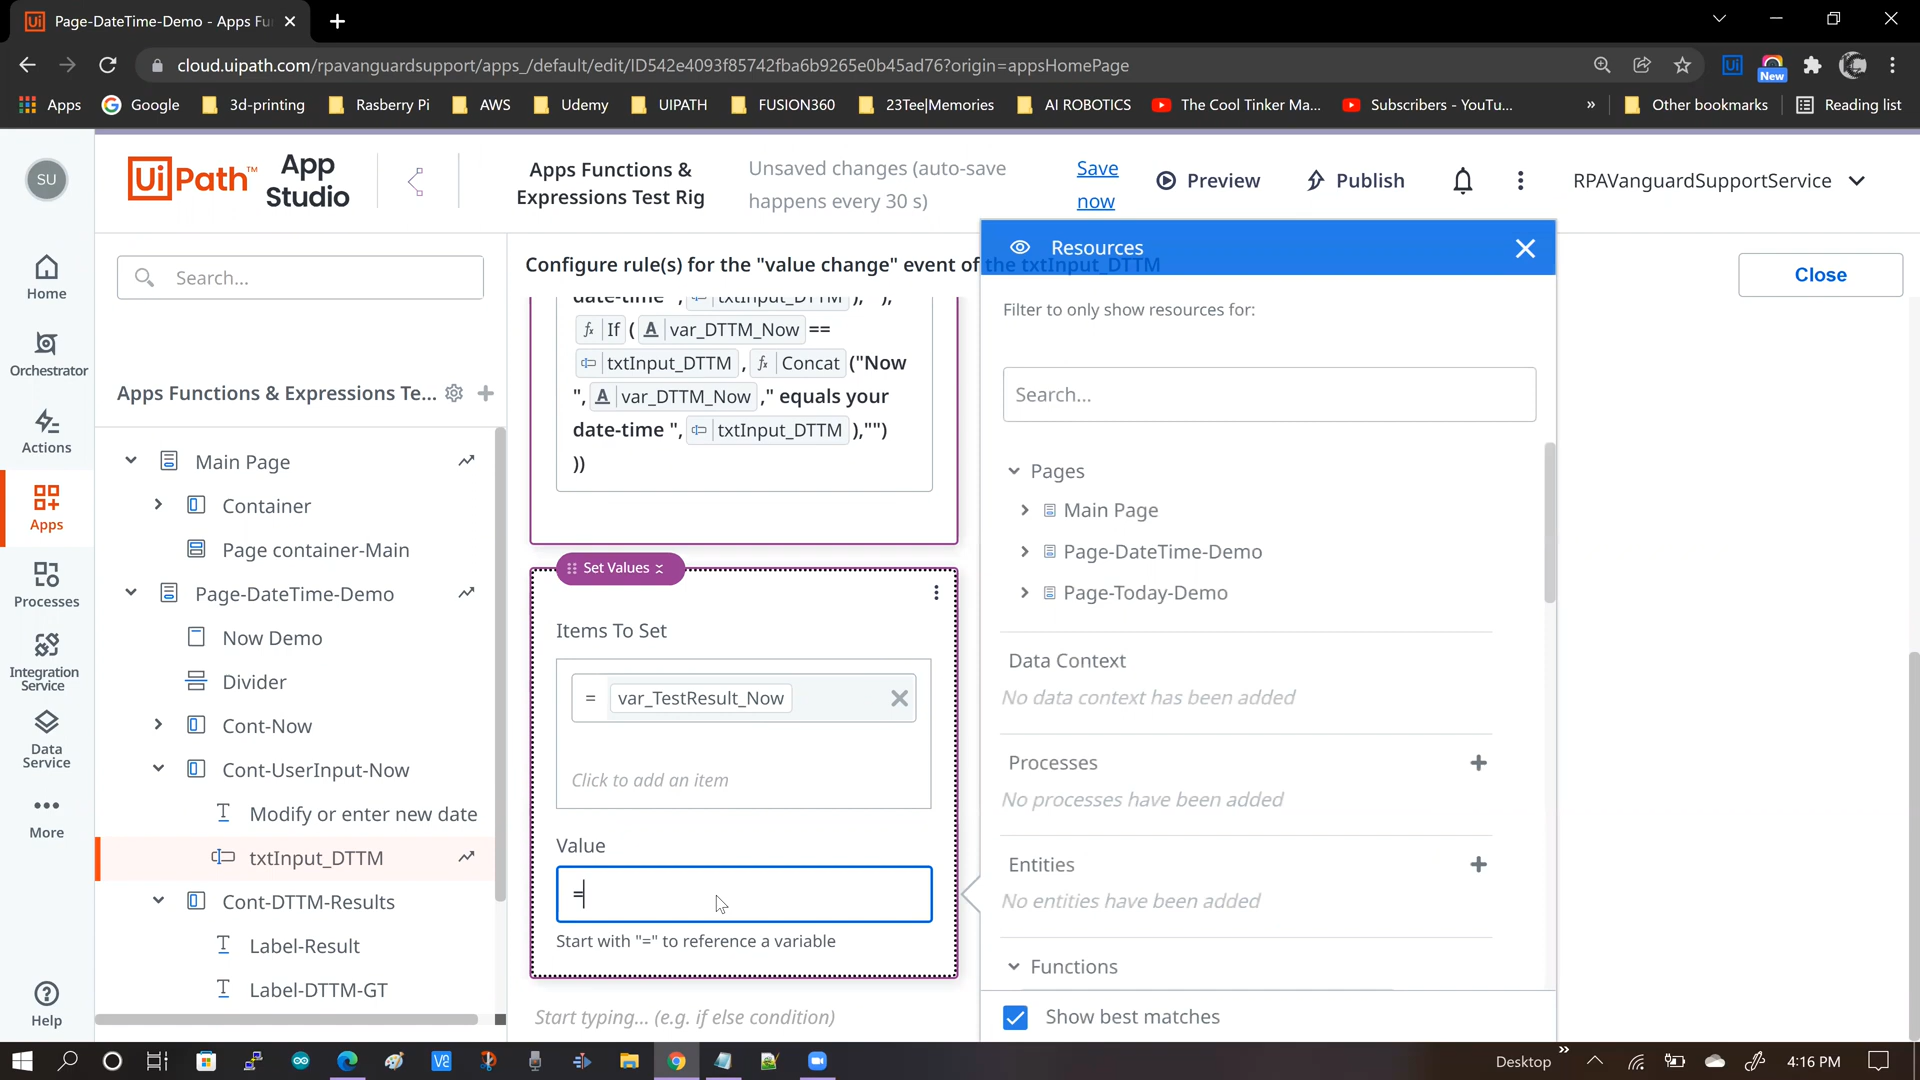 Page-DateTime-Demo - Apps Fu
cloud.uipath.com/rpavanguardsupport/apps_/default/edit/ID542e4093f85742fba6b9265e0b45ad76?origin=appsHomePage
New
Apps
Google
3d-printing
Rasberry Pi
AWS
Udemy
UIPATH
FUSION360
23Tee|Memories
AI ROBOTICS
The Cool Tinker Ma...
Subscribers - YouTu...
»
Other bookmarks
Reading list
SU
UiPath™
App Studio
Apps Functions &
Expressions Test Rig
Unsaved changes (auto-save
happens every 30 s)
Save
now
Preview
Publish
RPAVanguardSupportService
Home
Orchestrator
Actions
Apps
Processes
Integration
Service
Data
Service
More
Help
Search...
Apps Functions & Expressions Te...
Main Page
Container
Page container-Main
Page-DateTime-Demo
Now Demo
Divider
Cont-Now
Cont-UserInput-Now
Modify or enter new date
txtInput_DTTM
Cont-DTTM-Results
Label-Result
Label-DTTM-GT
Configure rule(s) for the "value change" event of the txtInput_DTTM
Close
date-time ", txtInput_DTTM ),""),
fx If ( A var_DTTM_Now ==
txtInput_DTTM , fx Concat ("Now
", A var_DTTM_Now ," equals your
date-time ", txtInput_DTTM ),"")
))
Set Values
Items To Set
= var_TestResult_Now
Click to add an item
Value
=
Start with "=" to reference a variable
Start typing... (e.g. if else condition)
Resources
Filter to only show resources for:
Search...
Pages
Main Page
Page-DateTime-Demo
Page-Today-Demo
Data Context
No data context has been added
Processes
No processes have been added
Entities
No entities have been added
Functions
Show best matches
Desktop
»
4:16 PM